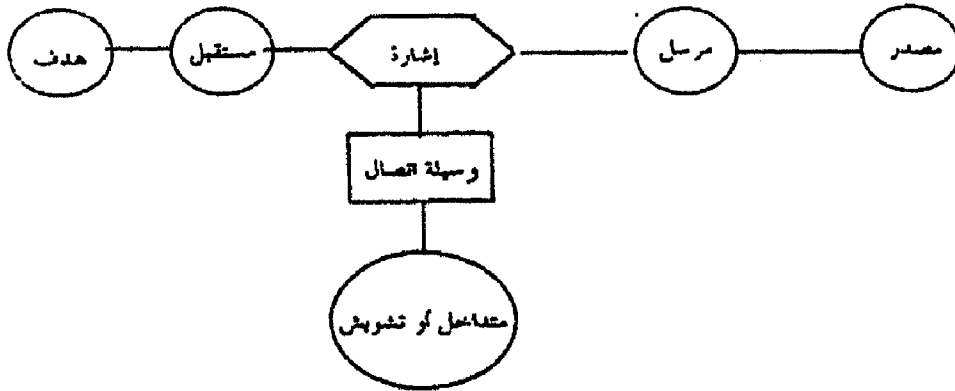 مصدر
مرسل
إشارة
مستقبل
هدف
وسيلة اتصال
متداخل أو تشويش